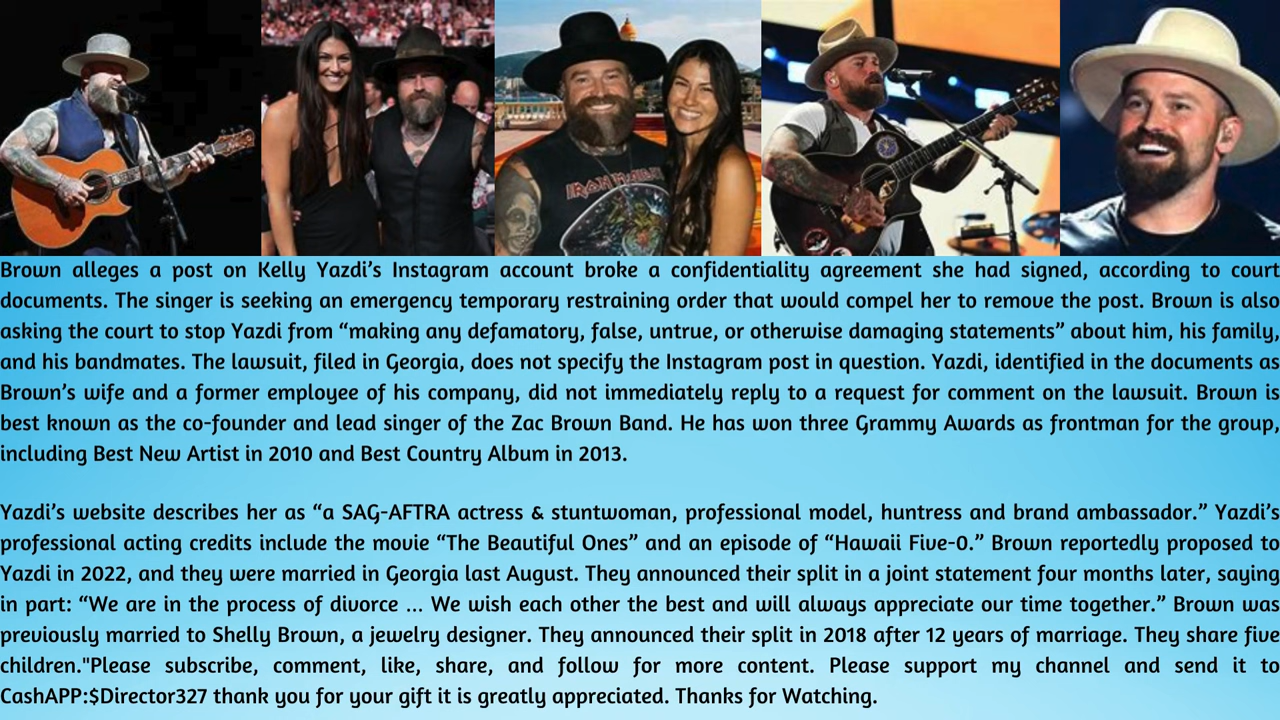 IRON MAIDEN
Brown alleges a post on Kelly Yazdi’s Instagram account broke a confidentiality agreement she had signed, according to court
documents. The singer is seeking an emergency temporary restraining order that would compel her to remove the post. Brown is also
asking the court to stop Yazdi from “making any defamatory, false, untrue, or otherwise damaging statements” about him, his family,
and his bandmates. The lawsuit, filed in Georgia, does not specify the Instagram post in question. Yazdi, identified in the documents as
Brown’s wife and a former employee of his company, did not immediately reply to a request for comment on the lawsuit. Brown is
best known as the co-founder and lead singer of the Zac Brown Band. He has won three Grammy Awards as frontman for the group,
including Best New Artist in 2010 and Best Country Album in 2013.
Yazdi’s website describes her as “a SAG-AFTRA actress & stuntwoman, professional model, huntress and brand ambassador.” Yazdi’s
professional acting credits include the movie “The Beautiful Ones” and an episode of “Hawaii Five-0.” Brown reportedly proposed to
Yazdi in 2022, and they were married in Georgia last August. They announced their split in a joint statement four months later, saying
in part: “We are in the process of divorce ... We wish each other the best and will always appreciate our time together.” Brown was
previously married to Shelly Brown, a jewelry designer. They announced their split in 2018 after 12 years of marriage. They share five
children."Please subscribe, comment, like, share, and follow for more content. Please support my channel and send it to
CashAPP:$Director327 thank you for your gift it is greatly appreciated. Thanks for Watching.